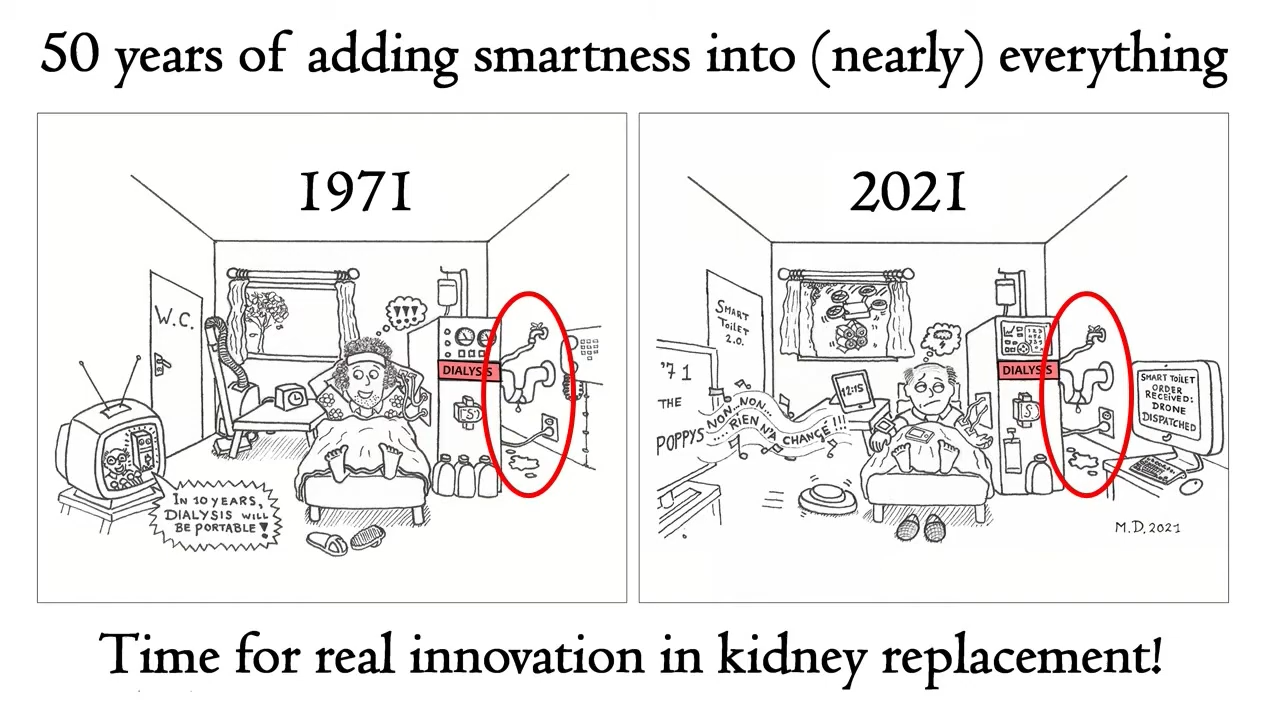 50 years of adding smartness into (nearly) everything
1971
W.C.
!!!
DIALYSIS
"S"
IN 10 YEARS,
DIALYSIS WILL
BE PORTABLE!
2021
SMART
TOILET
2.0.
'71
THE
POPPYS
NON... NON...
RIEN N'A CHANGE!!!
12:15
DIALYSIS
S
SMART TOILET
ORDER
RECEIVED:
DRONE
DISPATCHED
M.D. 2021
Time for real innovation in kidney replacement!